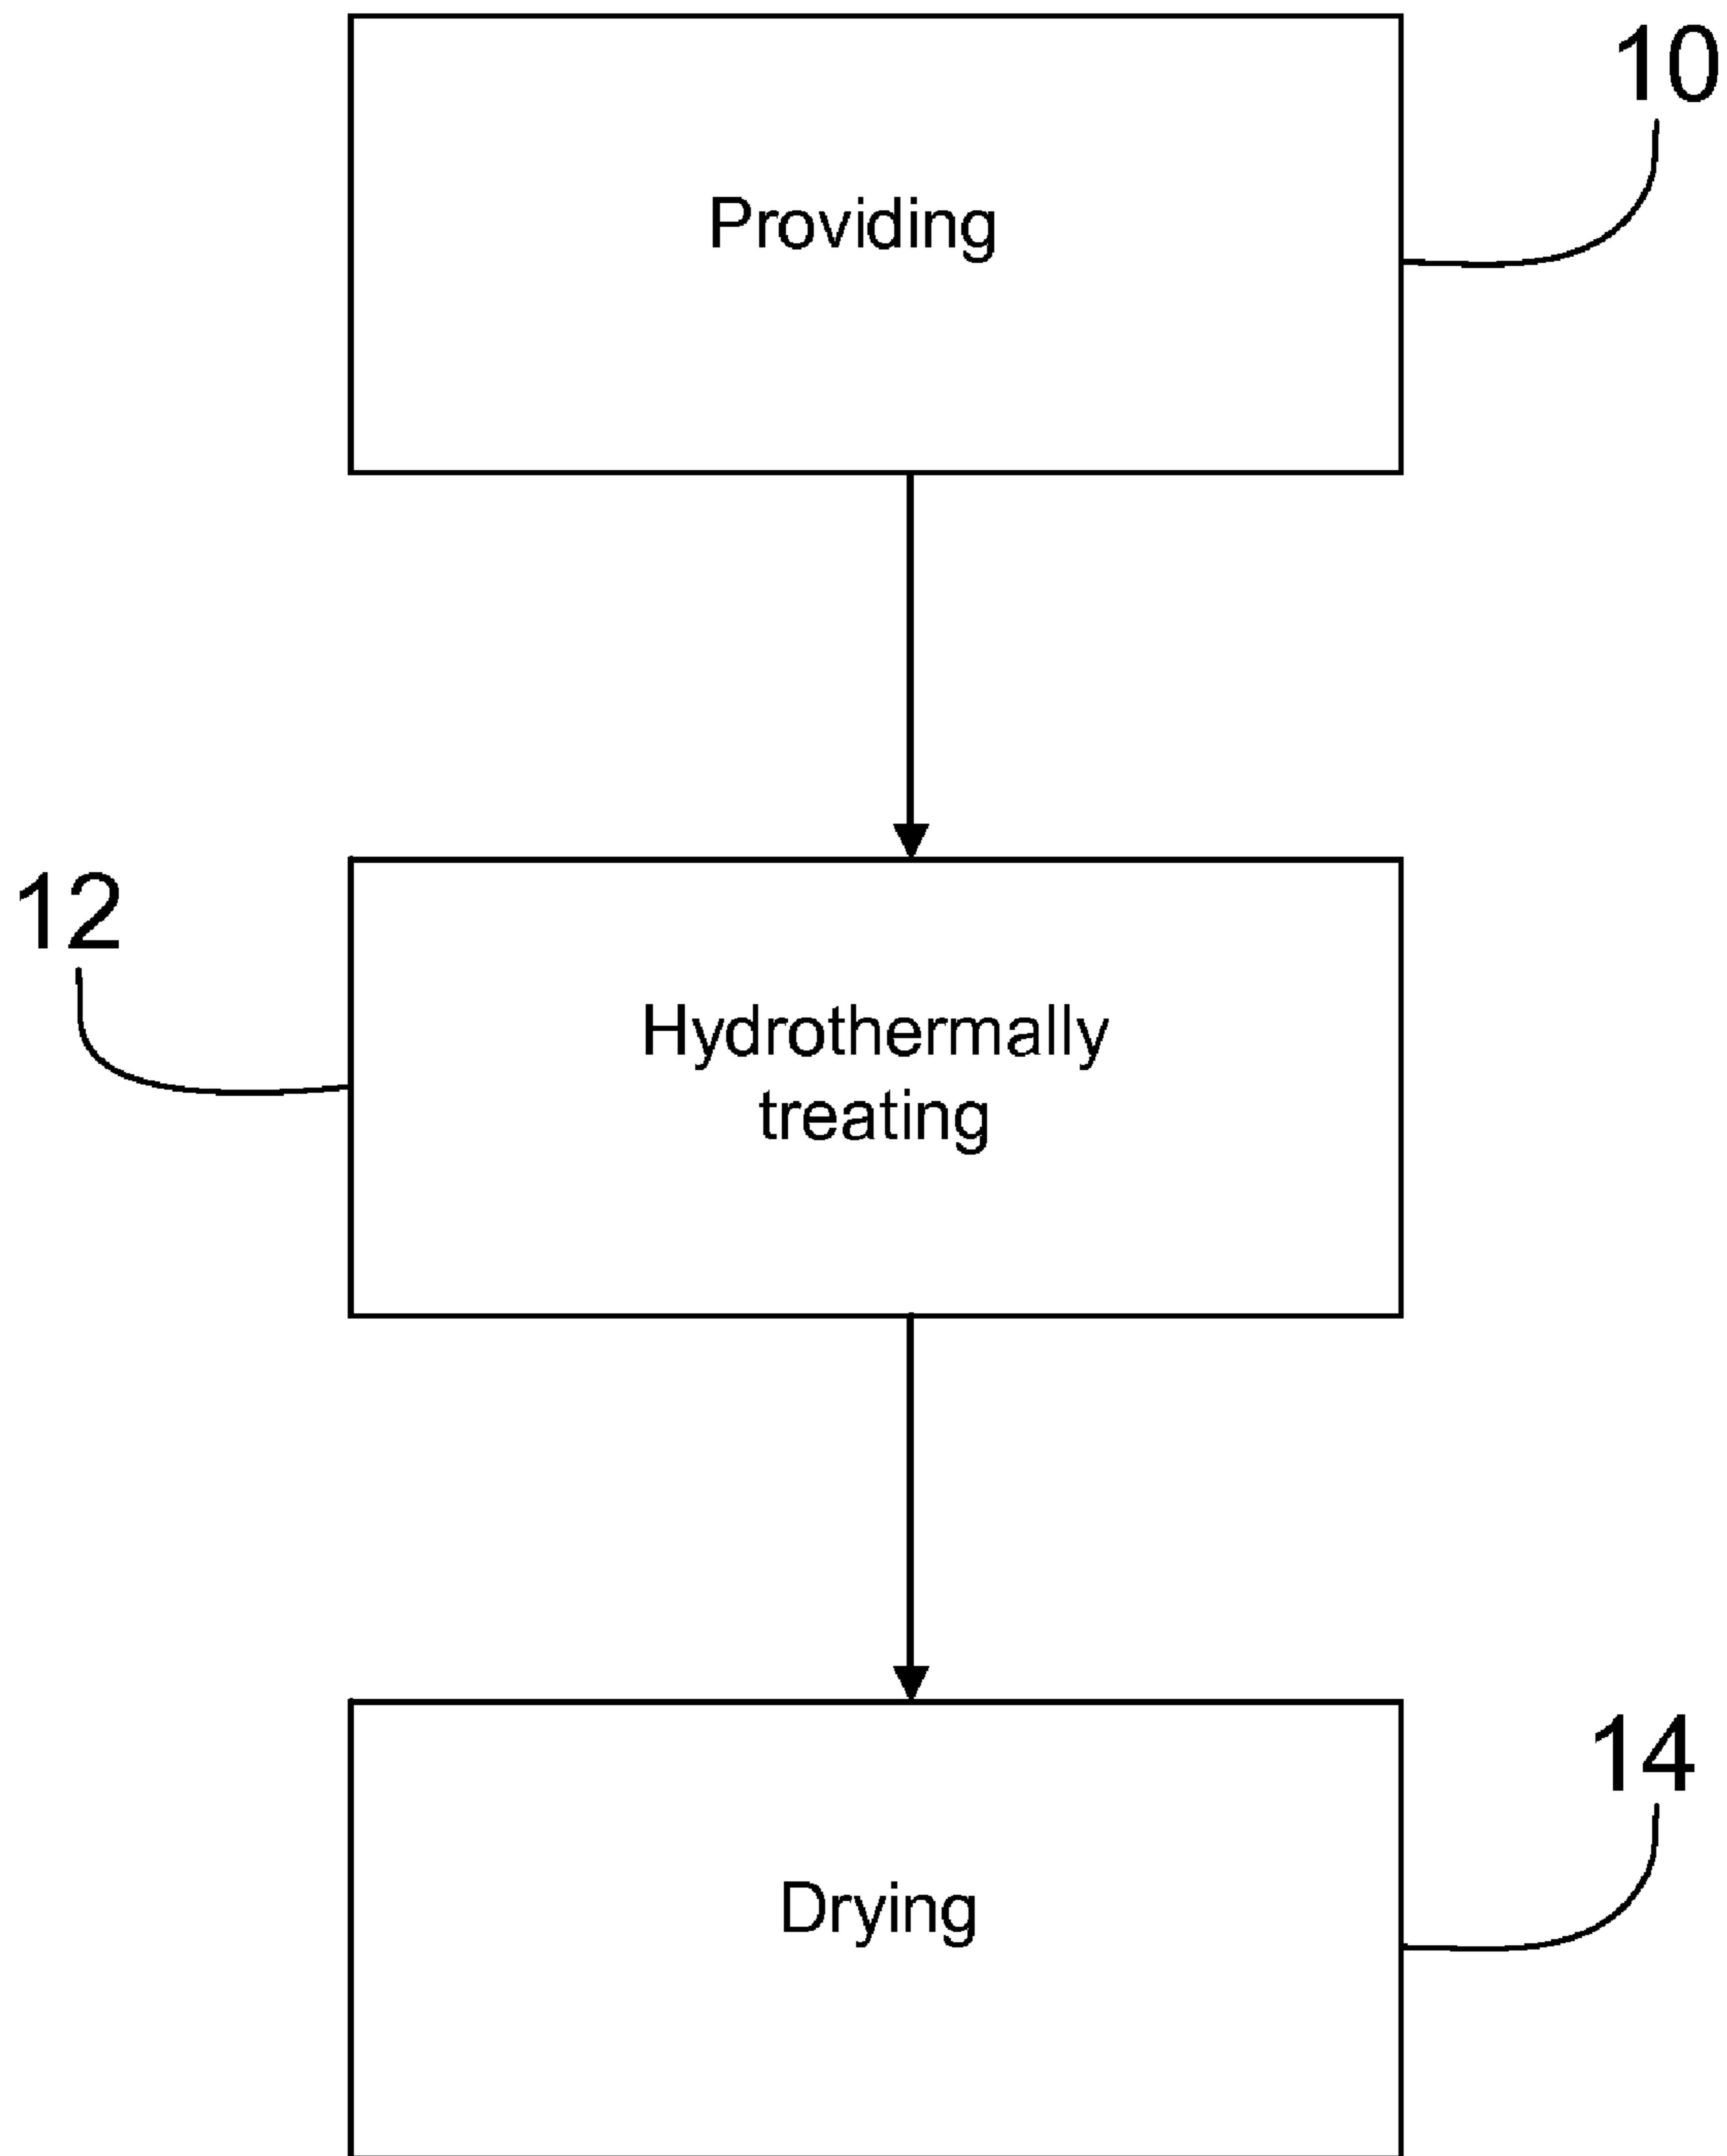 10
Providing
12
Hydrothermally
treating
14
Drying